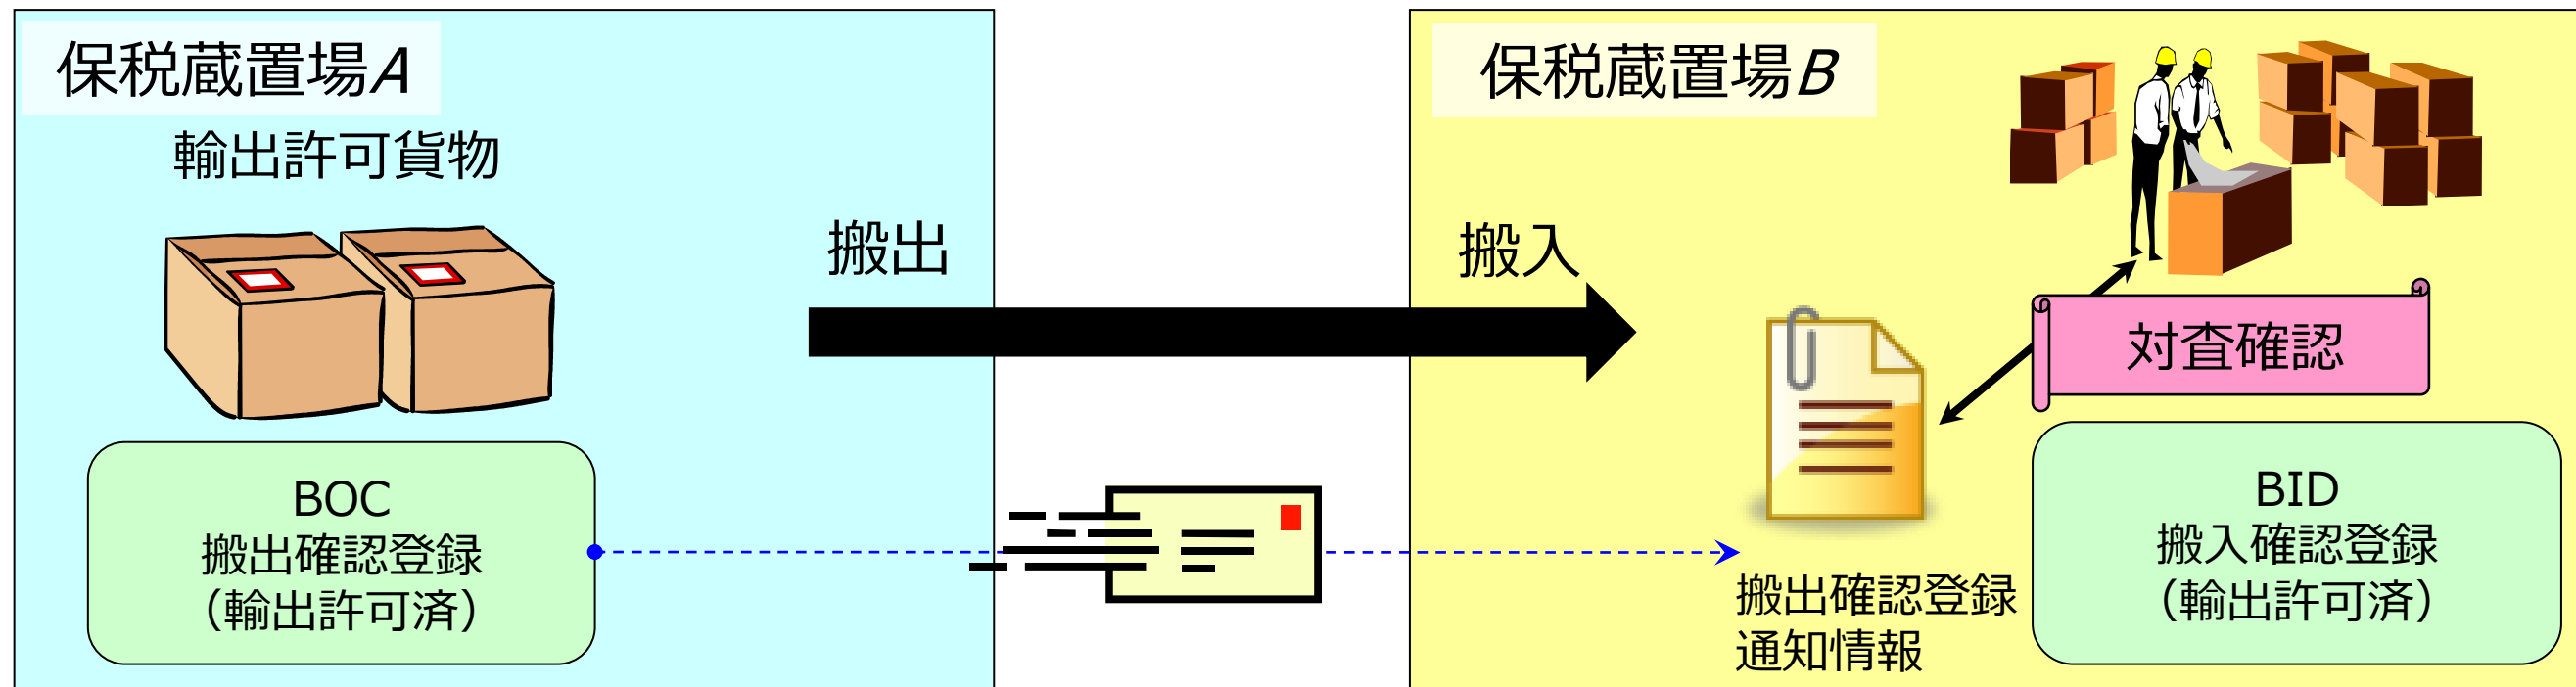 保税蔵置場A
輸出許可貨物
搬出
BOC
搬出確認登録
（輸出許可済）
保税蔵置場B
搬入
対査確認
搬出確認登録
通知情報
BID
搬入確認登録
（輸出許可済）